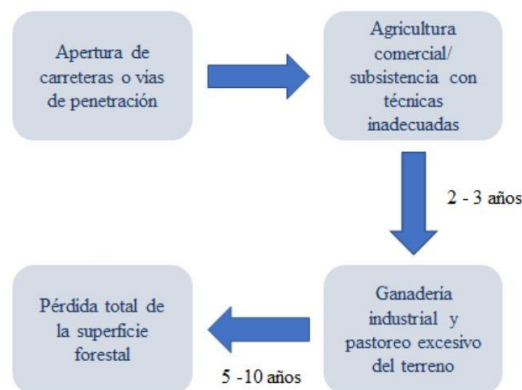 Apertura de
carreteras o vias
de penetración
Agricultura
comercial/
subsistencia con
técnicas
inadecuadas
2 - 3 años
Ganaderia
industrial y
pastoreo excesivo
del terreno
5 -10 años
Pérdida total de
la superficie
forestal